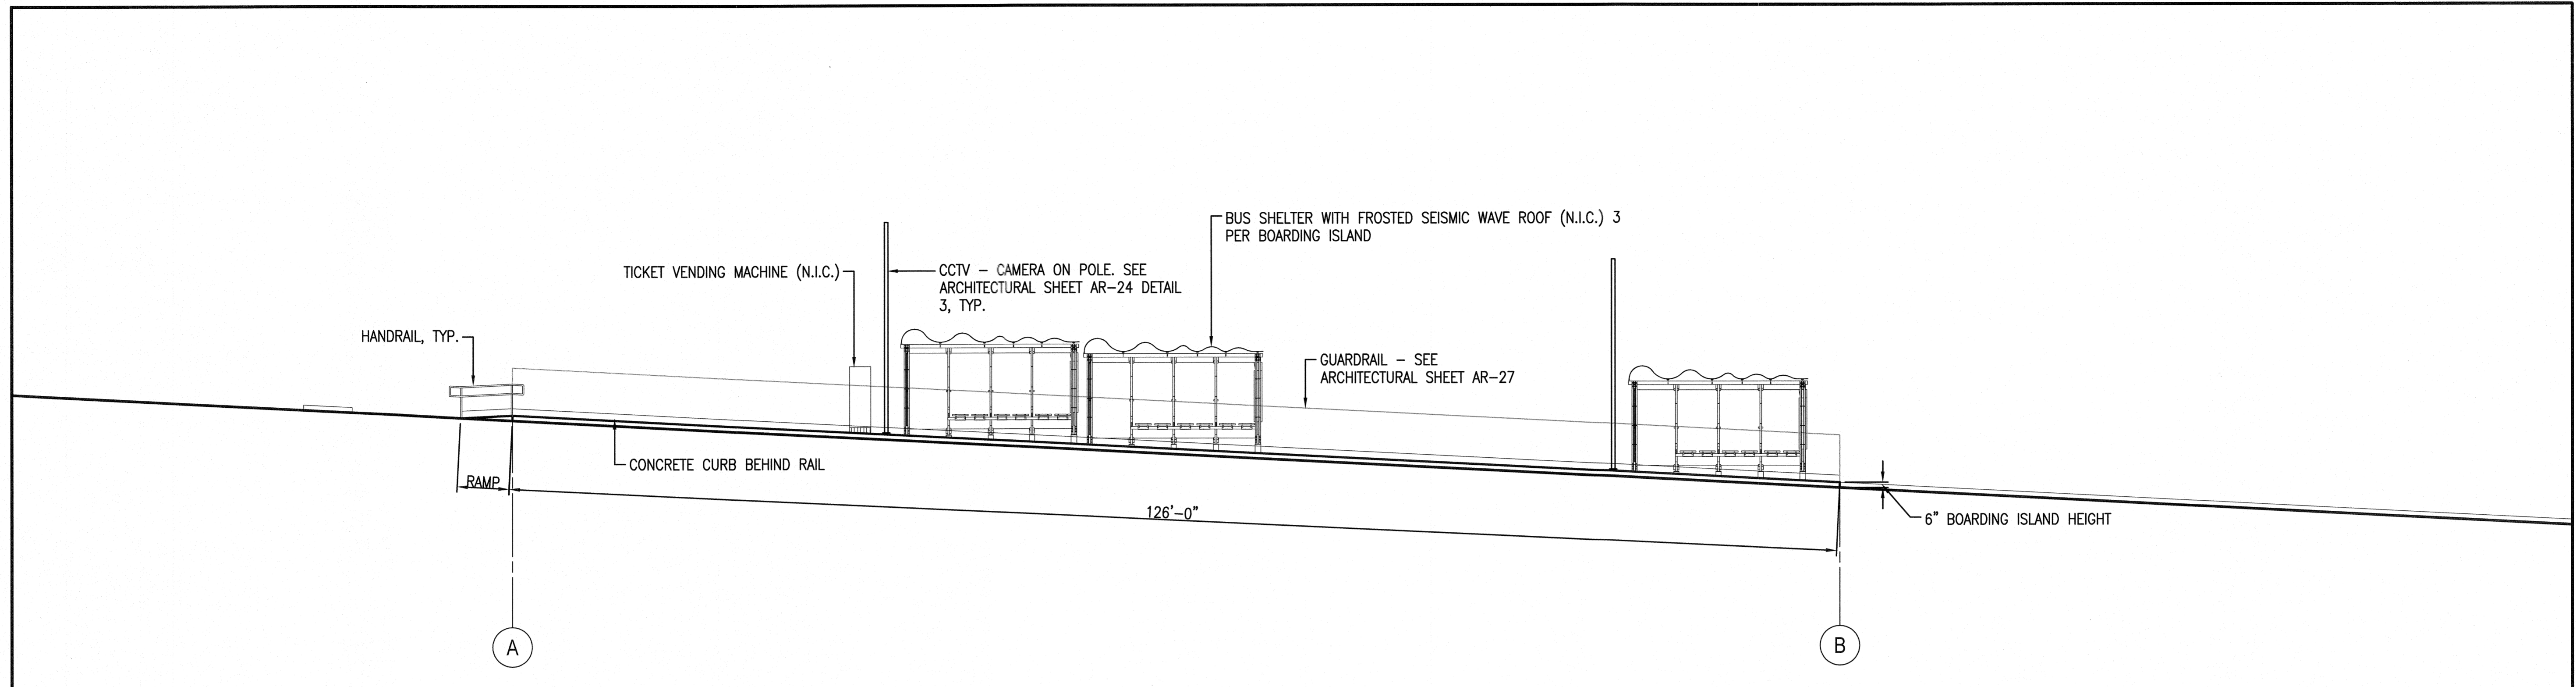 BUS SHELTER WITH FROSTED SEISMIC WAVE ROOF (N.I.C.) 3
PER BOARDING ISLAND
TICKET VENDING MACHINE (N.I.C.)
CCTV – CAMERA ON POLE. SEE
ARCHITECTURAL SHEET AR–24 DETAIL
3, TYP.
HANDRAIL, TYP.
GUARDRAIL – SEE
ARCHITECTURAL SHEET AR–27
CONCRETE CURB BEHIND RAIL
RAMP
126'–0"
6" BOARDING ISLAND HEIGHT
A
B